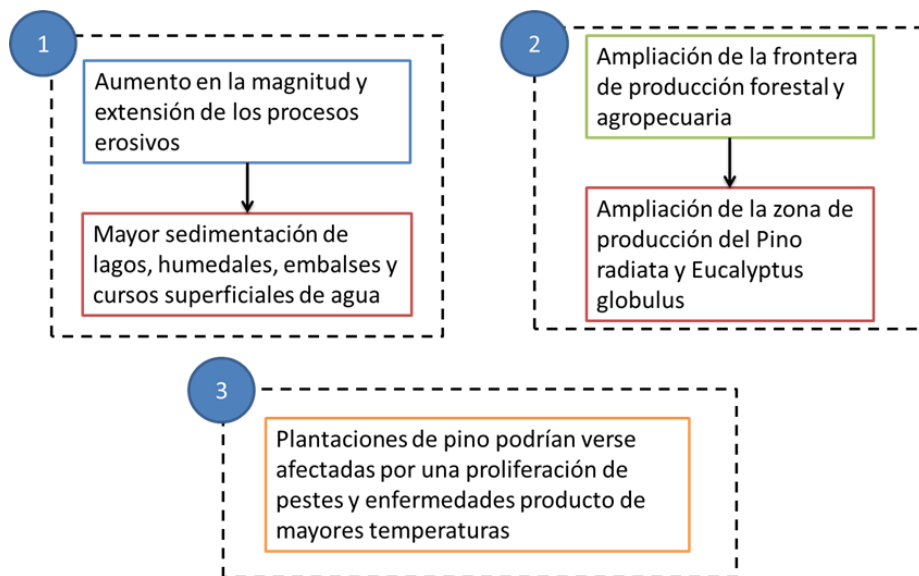 1
Aumento en la magnitud y
extensión de los procesos
erosivos
Mayor sedimentación de
lagos, humedales, embalses y
cursos superficiales de agua
2
Ampliación de la frontera
de producción forestal y
agropecuaria
Ampliación de la zona de
producción del Pino
radiata y Eucalyptus
globulus
3
Plantaciones de pino podrían verse
afectadas por una proliferación de
pestes y enfermedades producto de
mayores temperaturas